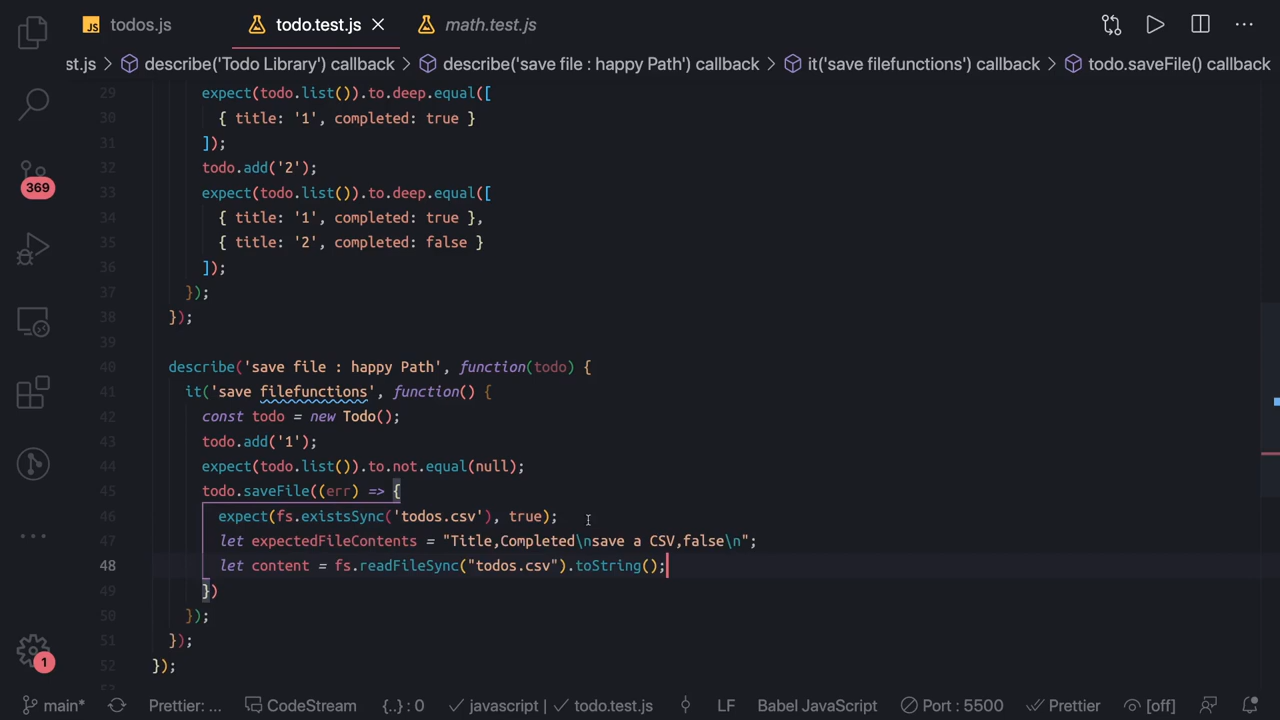 JS todos.js todo.test.js math.test.js
st.js > describe('Todo Library') callback > describe('save file : happy Path') callback > it('save filefunctions') callback > todo.saveFile() callback
29 expect(todo.list()).to.deep.equal([
30 { title: '1', completed: true }
31 ]);
32 todo.add('2');
33 expect(todo.list()).to.deep.equal([
34 { title: '1', completed: true },
35 { title: '2', completed: false }
36 ]);
37 });
38 });
39
40 describe('save file : happy Path', function(todo) {
41 it('save filefunctions', function() {
42 const todo = new Todo();
43 todo.add('1');
44 expect(todo.list()).to.not.equal(null);
45 todo.saveFile((err) => {
46 expect(fs.existsSync('todos.csv'), true);
47 let expectedFileContents = "Title,Completed\nsave a CSV,false\n";
48 let content = fs.readFileSync("todos.csv").toString();
49 })
50 });
51 });
52 });
369
1
main* Prettier: ... CodeStream {..} : 0 javascript | todo.test.js LF Babel JavaScript Port : 5500 Prettier [off]